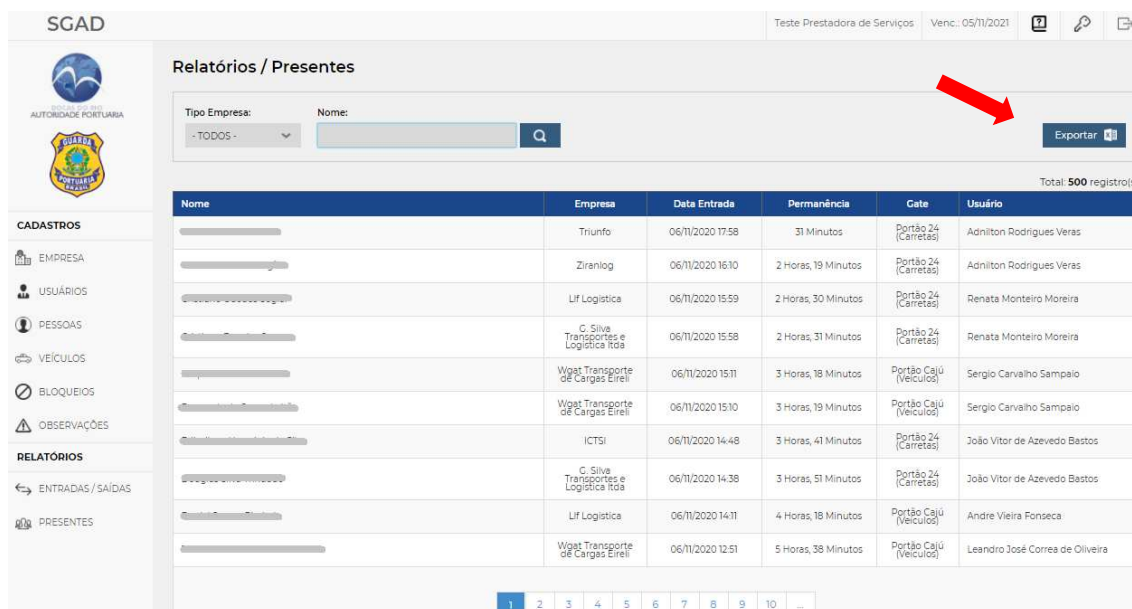 SGAD
Teste Prestadora de Serviços Venc.: 05/11/2021
DOCAS DO RIO
AUTORIDADE PORTUÁRIA
GUARDA
PORTUÁRIA
BRASIL
Relatórios / Presentes
Tipo Empresa: Nome:
- TODOS -
Exportar
Total: 500 registro(s
Nome Empresa Data Entrada Permanência Gate Usuário
Triunfo 06/11/2020 17:58 31 Minutos Portão 24 (Carretas) Adnilton Rodrigues Veras
Ziranlog 06/11/2020 16:10 2 Horas, 19 Minutos Portão 24 (Carretas) Adnilton Rodrigues Veras
Llf Logistica 06/11/2020 15:59 2 Horas, 30 Minutos Portão 24 (Carretas) Renata Monteiro Moreira
G. Silva Transportes e Logística ltda 06/11/2020 15:58 2 Horas, 31 Minutos Portão 24 (Carretas) Renata Monteiro Moreira
Wgat Transporte de Cargas Eireli 06/11/2020 15:11 3 Horas, 18 Minutos Portão Cajú (Veículos) Sergio Carvalho Sampaio
Wgat Transporte de Cargas Eireli 06/11/2020 15:10 3 Horas, 19 Minutos Portão Cajú (Veículos) Sergio Carvalho Sampaio
ICTSI 06/11/2020 14:48 3 Horas, 41 Minutos Portão 24 (Carretas) João Vitor de Azevedo Bastos
G. Silva Transportes e Logística ltda 06/11/2020 14:38 3 Horas, 51 Minutos Portão 24 (Carretas) João Vitor de Azevedo Bastos
Llf Logistica 06/11/2020 14:11 4 Horas, 18 Minutos Portão Cajú (Veículos) Andre Vieira Fonseca
Wgat Transporte de Cargas Eireli 06/11/2020 12:51 5 Horas, 38 Minutos Portão Cajú (Veículos) Leandro José Correa de Oliveira
1 2 3 4 5 6 7 8 9 10 ...
CADASTROS
EMPRESA
USUÁRIOS
PESSOAS
VEÍCULOS
BLOQUEIOS
OBSERVAÇÕES
RELATÓRIOS
ENTRADAS / SAÍDAS
PRESENTES